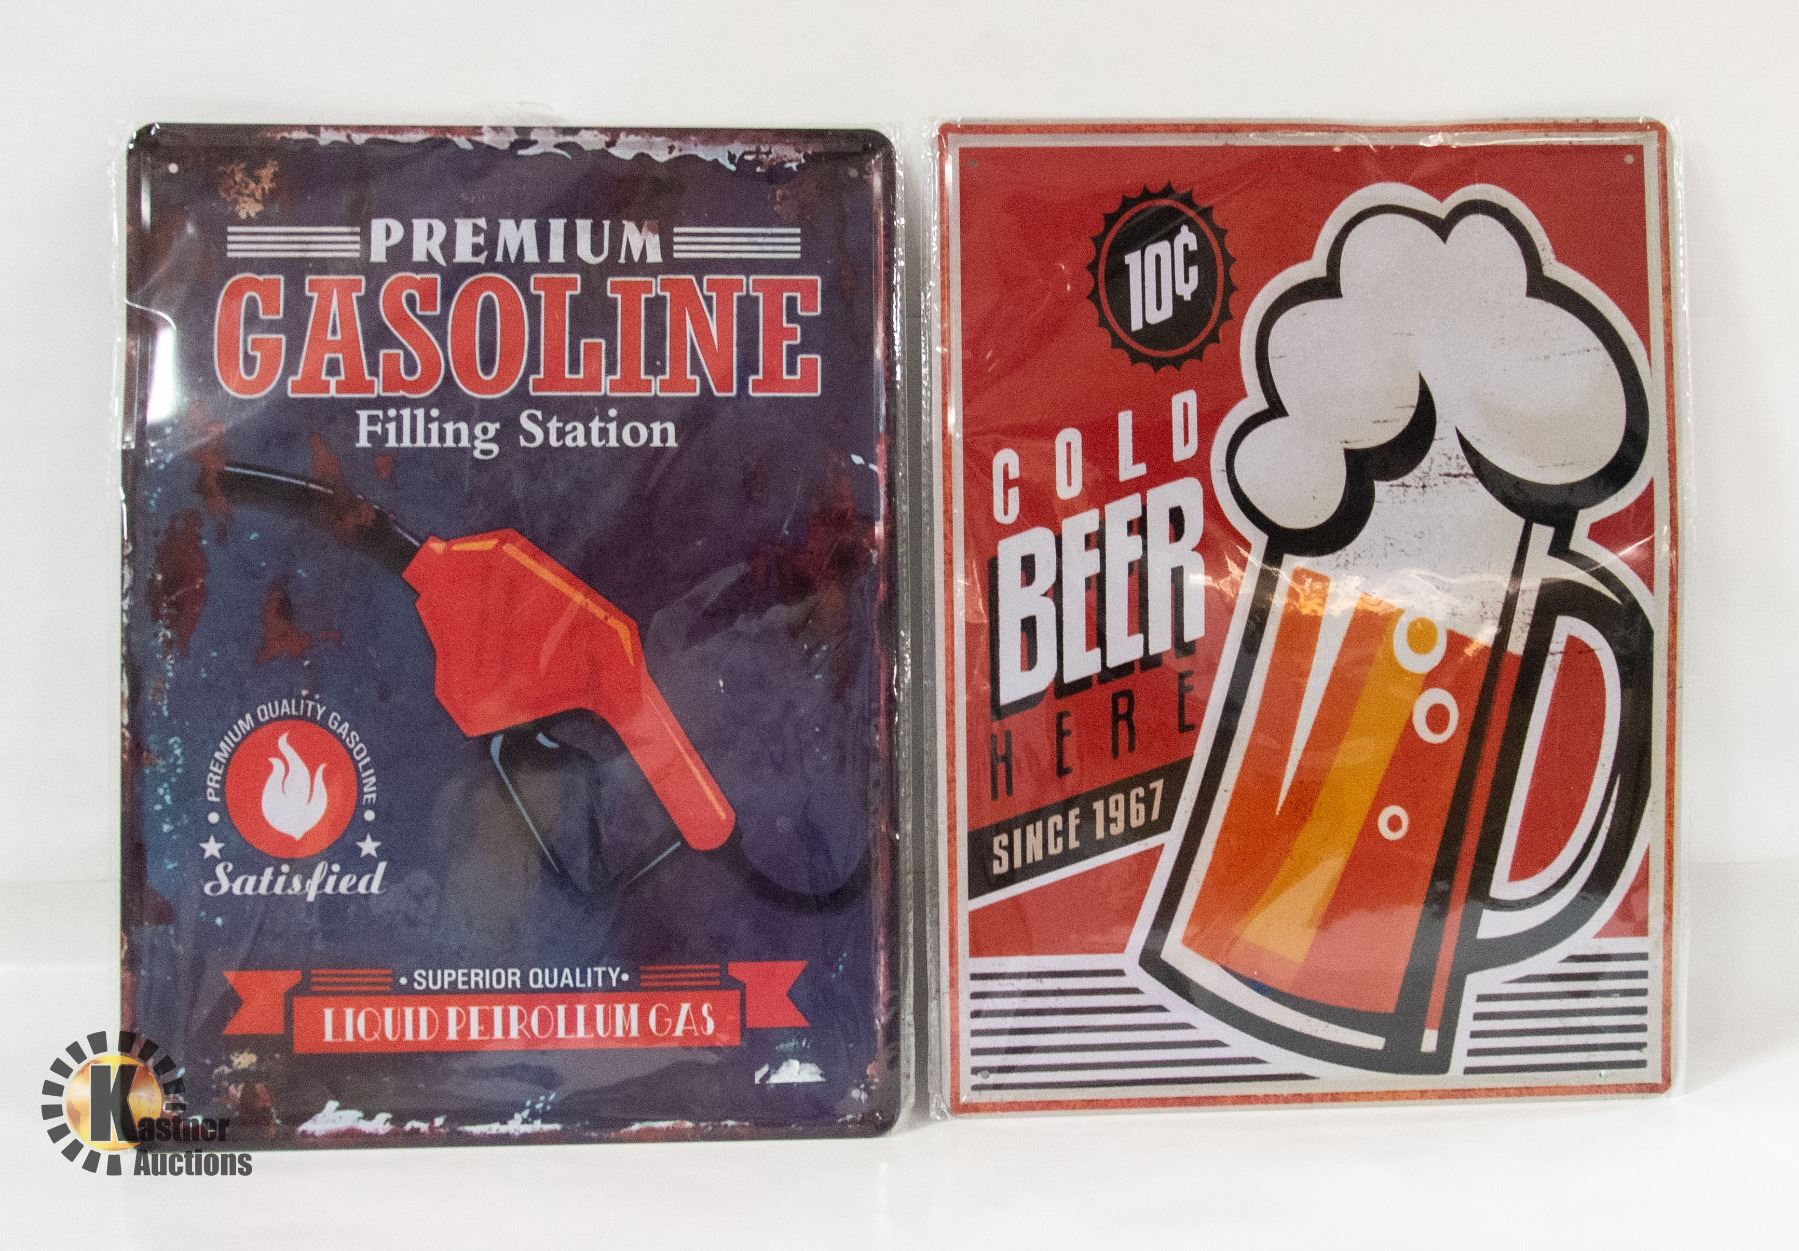 PREMIUM
GASOLINE
Filling Station
• PREMIUM QUALITY GASOLINE •
Satisfied
• SUPERIOR QUALITY •
LIQUID PEIROLLUM GAS
10¢
COLD
BEER
HERE
SINCE 1967
Kastner
Auctions